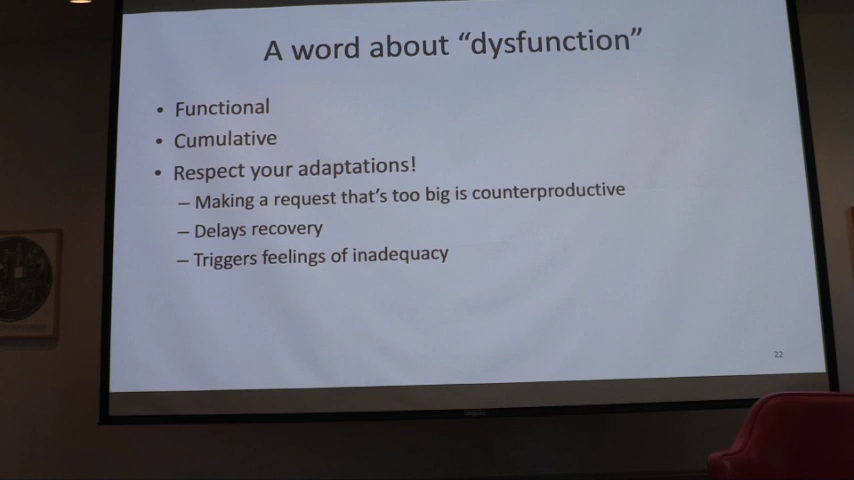 A word about “dysfunction”
• Functional
• Cumulative
• Respect your adaptations!
– Making a request that’s too big is counterproductive
– Delays recovery
– Triggers feelings of inadequacy
22